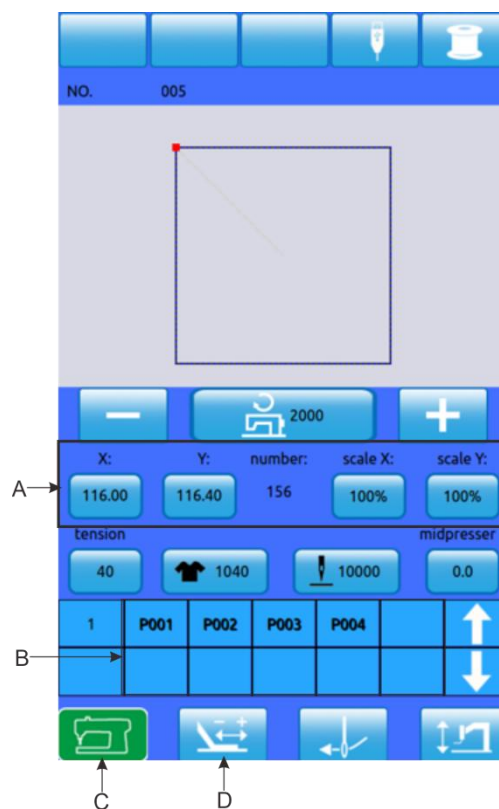 NO. 005
2000
X: Y: number: scale X: scale Y:
A 116.00 116.40 156 100% 100%
tension midpresser
40 1040 10000 0.0
1 P001 P002 P003 P004
B
C D